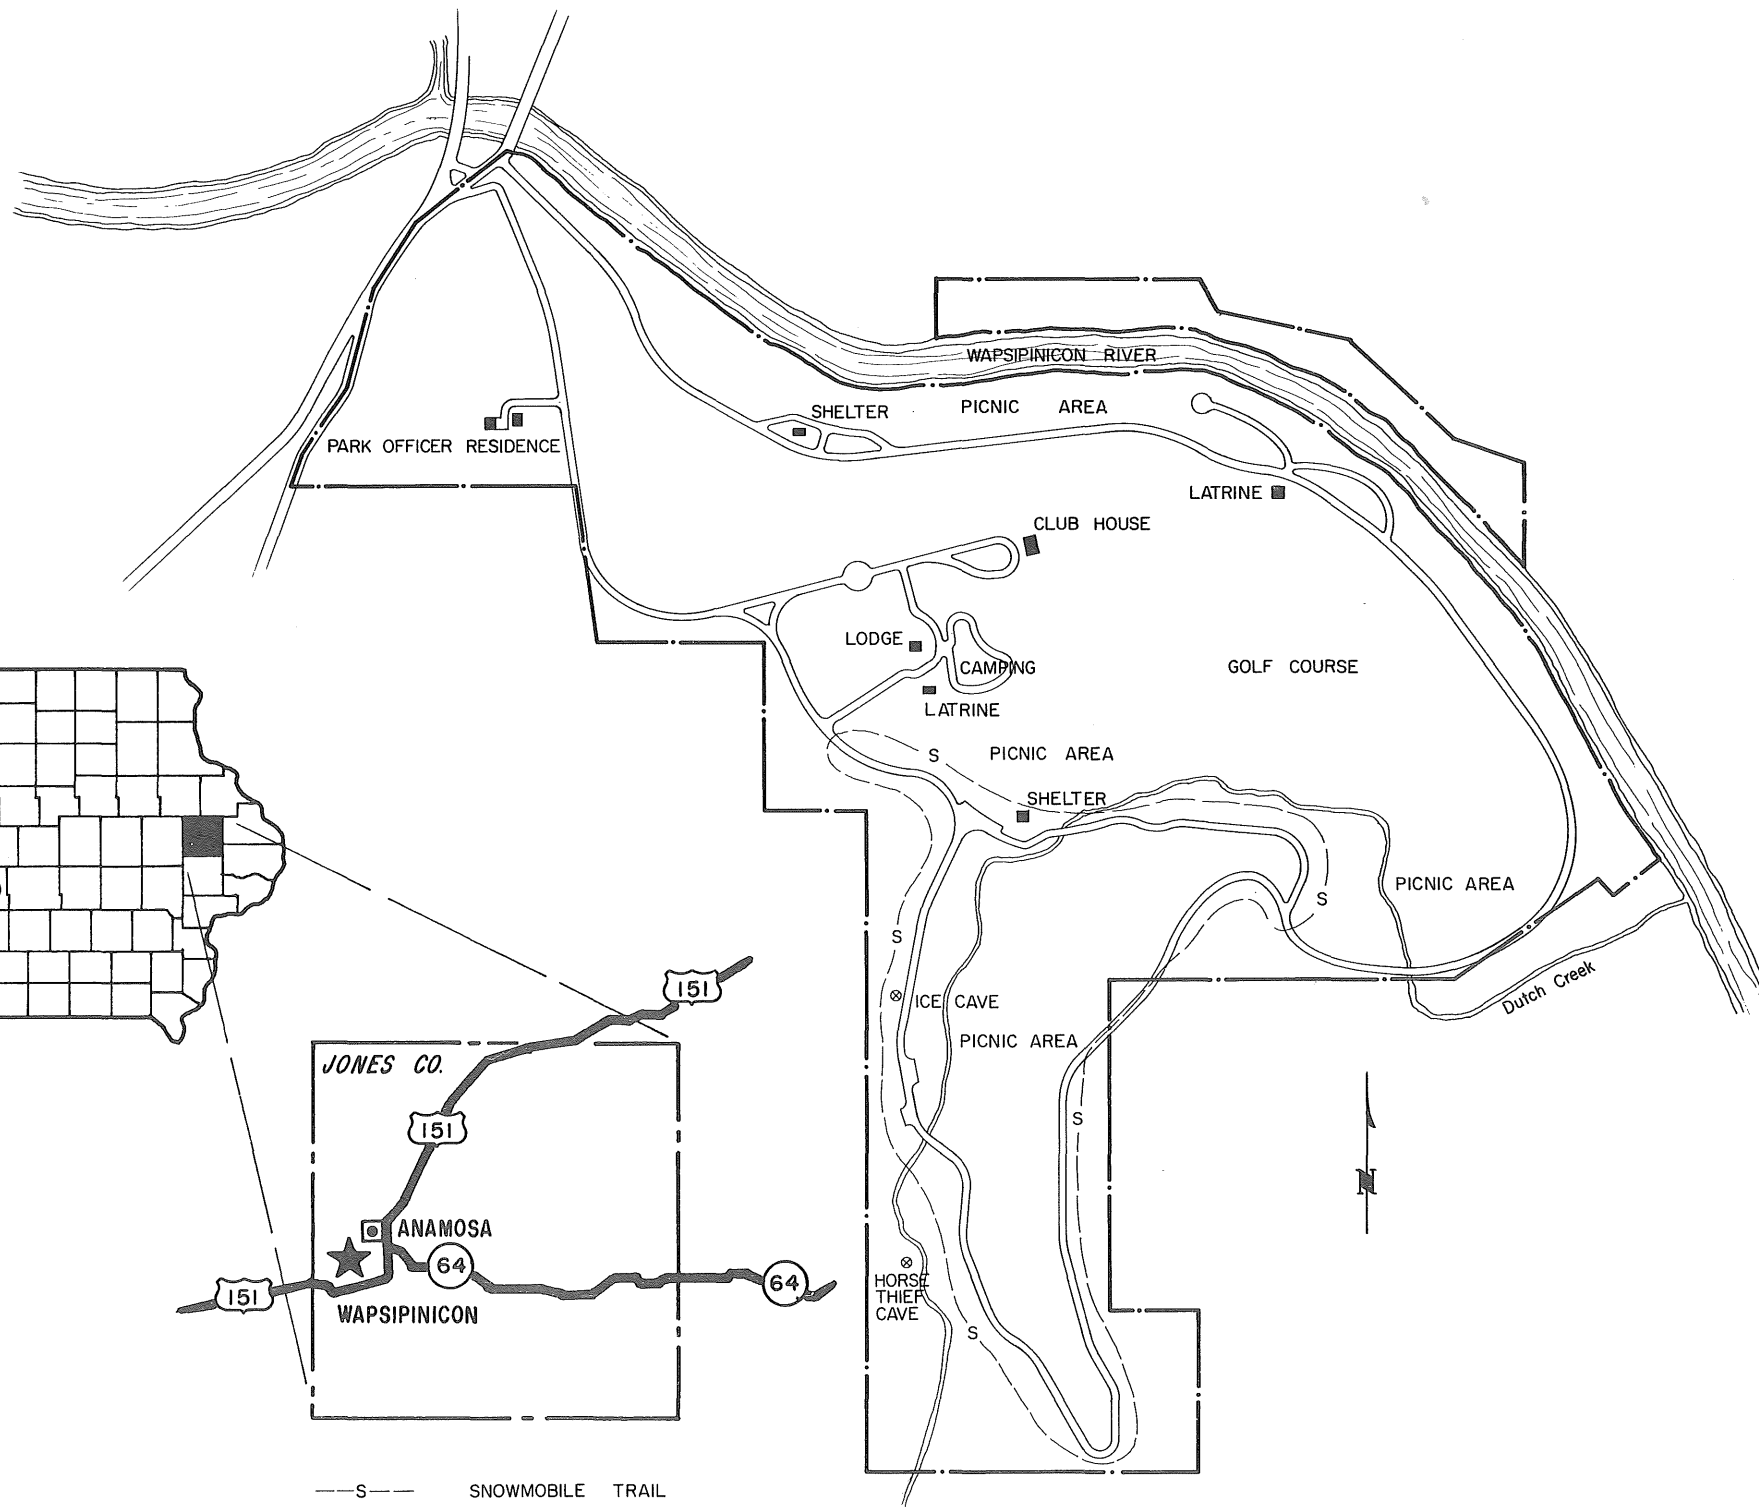 WAPSIPINICON RIVER
SHELTER
PICNIC AREA
PARK OFFICER RESIDENCE
LATRINE
CLUB HOUSE
LODGE
CAMPING
GOLF COURSE
LATRINE
S
PICNIC AREA
SHELTER
PICNIC AREA
S
S
Dutch Creek
ICE CAVE
PICNIC AREA
S
N
HORSE
THIEF
CAVE
S
151
JONES CO.
151
ANAMOSA
64
64
151
WAPSIPINICON
S
SNOWMOBILE TRAIL